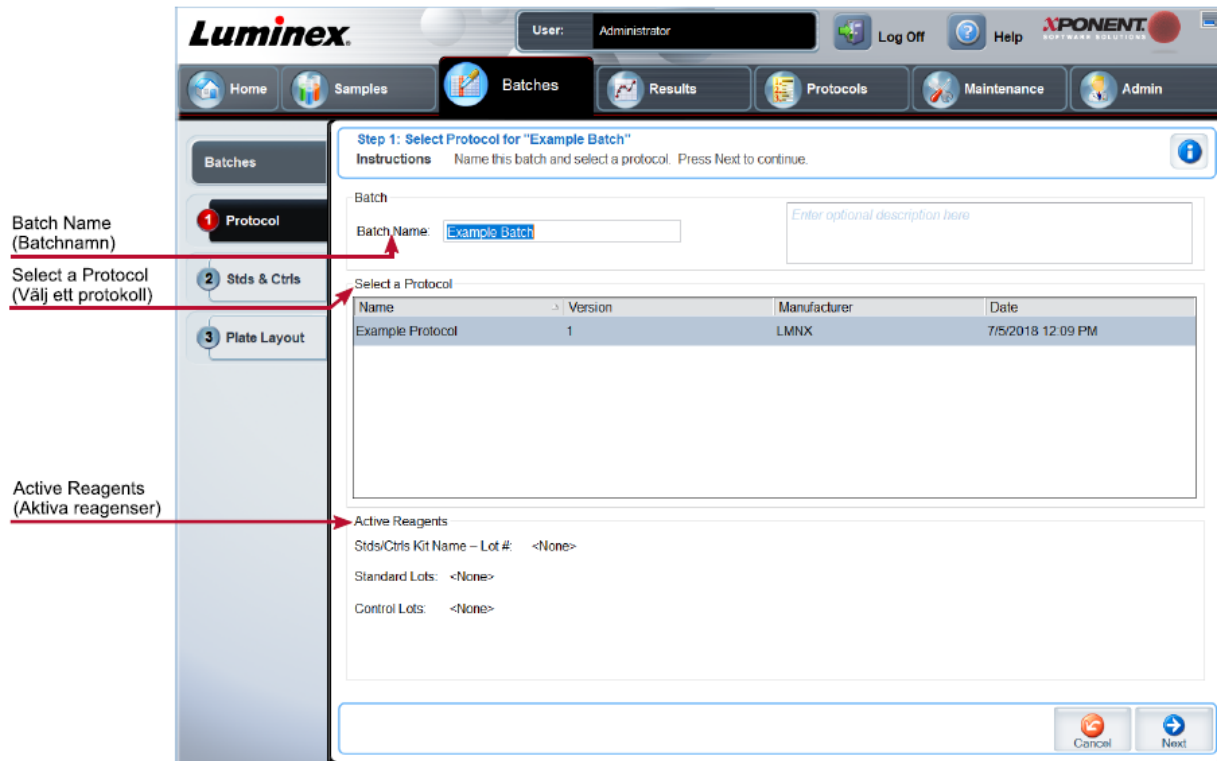 Luminex.
User: Administrator
Log Off
Help
XPONENT.
SOFTWARE SOLUTIONS
Home
Samples
Batches
Results
Protocols
Maintenance
Admin
Batches
1 Protocol
2 Stds & Ctrls
3 Plate Layout
Batch Name
(Batchnamn)
Select a Protocol
(Välj ett protokoll)
Active Reagents
(Aktiva reagenser)
Step 1: Select Protocol for "Example Batch"
Instructions Name this batch and select a protocol. Press Next to continue.
Batch
Batch Name: Example Batch
Enter optional description here
Select a Protocol
Name Version Manufacturer Date
Example Protocol 1 LMNX 7/5/2018 12:09 PM
Active Reagents
Stds/Ctrls Kit Name – Lot #: <None>
Standard Lots: <None>
Control Lots: <None>
Cancel
Next